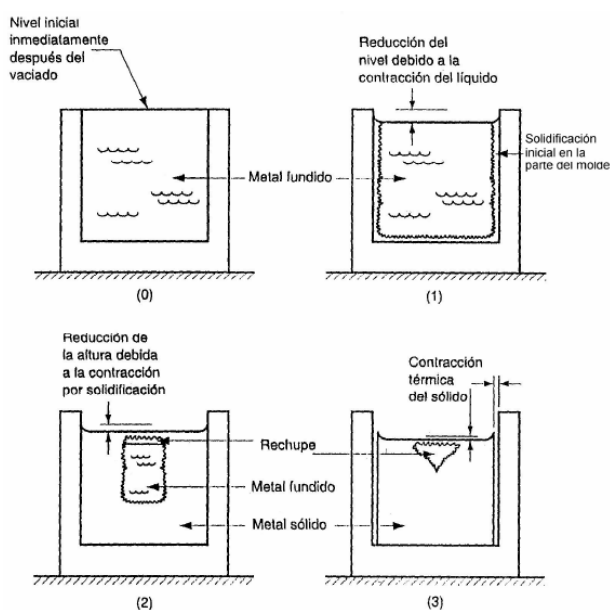 Nivel inicial
inmediatamente
después del
vaciado
Reducción del
nivel debido a la
contracción del
líquido
Solidificación
inicial en la
parte del molde
Metal fundido
(0)
(1)
Reducción de
la altura debida
a la contracción
por solidificación
Contracción
térmica
del sólido
Rechupe
Metal fundido
Metal sólido
(2)
(3)